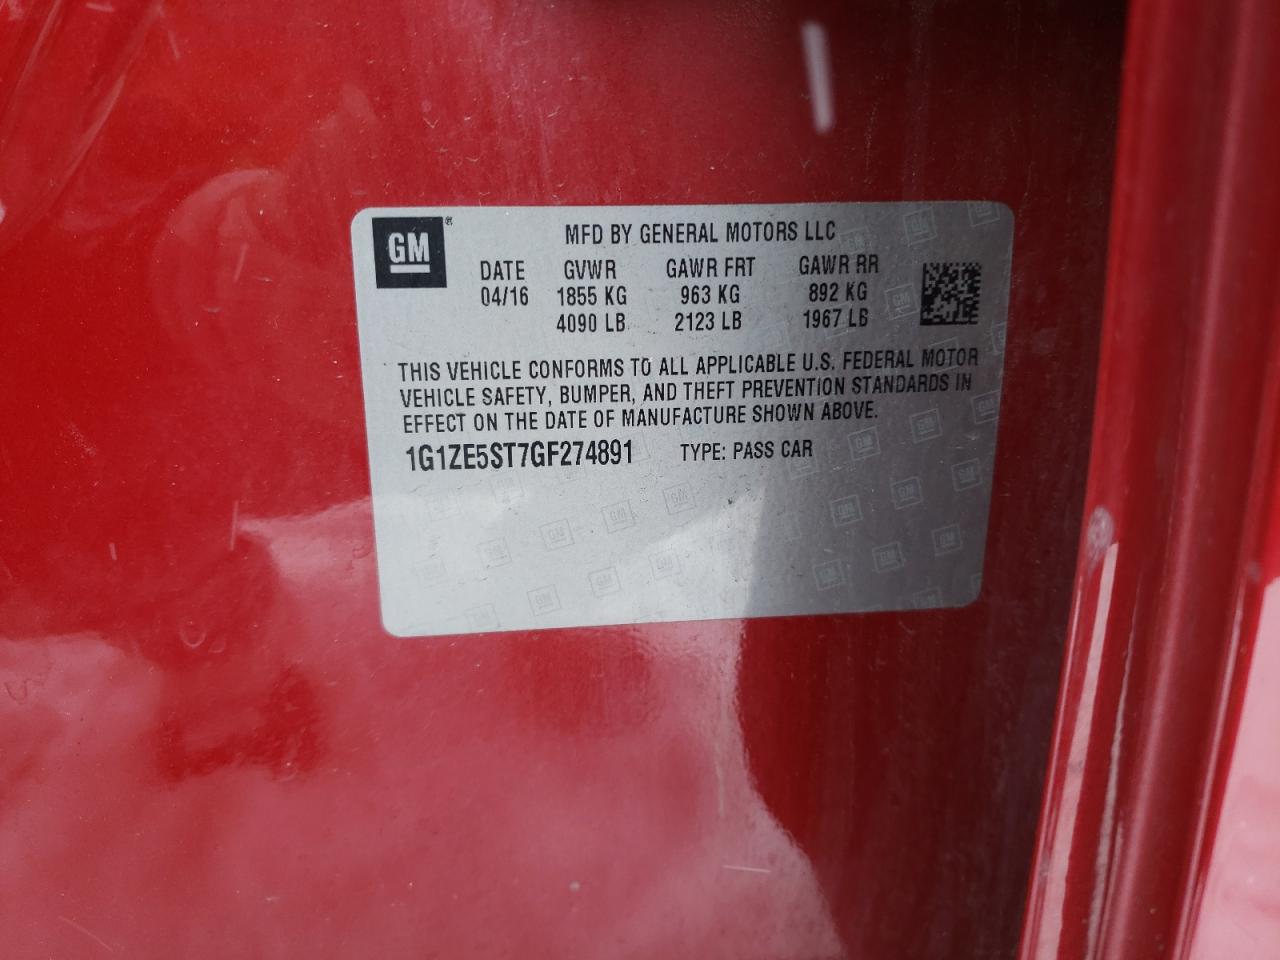 GM®
MFD BY GENERAL MOTORS LLC
DATE GVWR GAWR FRT GAWR RR
04/16 1855 KG 963 KG 892 KG
4090 LB 2123 LB 1967 LB
THIS VEHICLE CONFORMS TO ALL APPLICABLE U.S. FEDERAL MOTOR
VEHICLE SAFETY, BUMPER, AND THEFT PREVENTION STANDARDS IN
EFFECT ON THE DATE OF MANUFACTURE SHOWN ABOVE.
1G1ZE5ST7GF274891 TYPE: PASS CAR